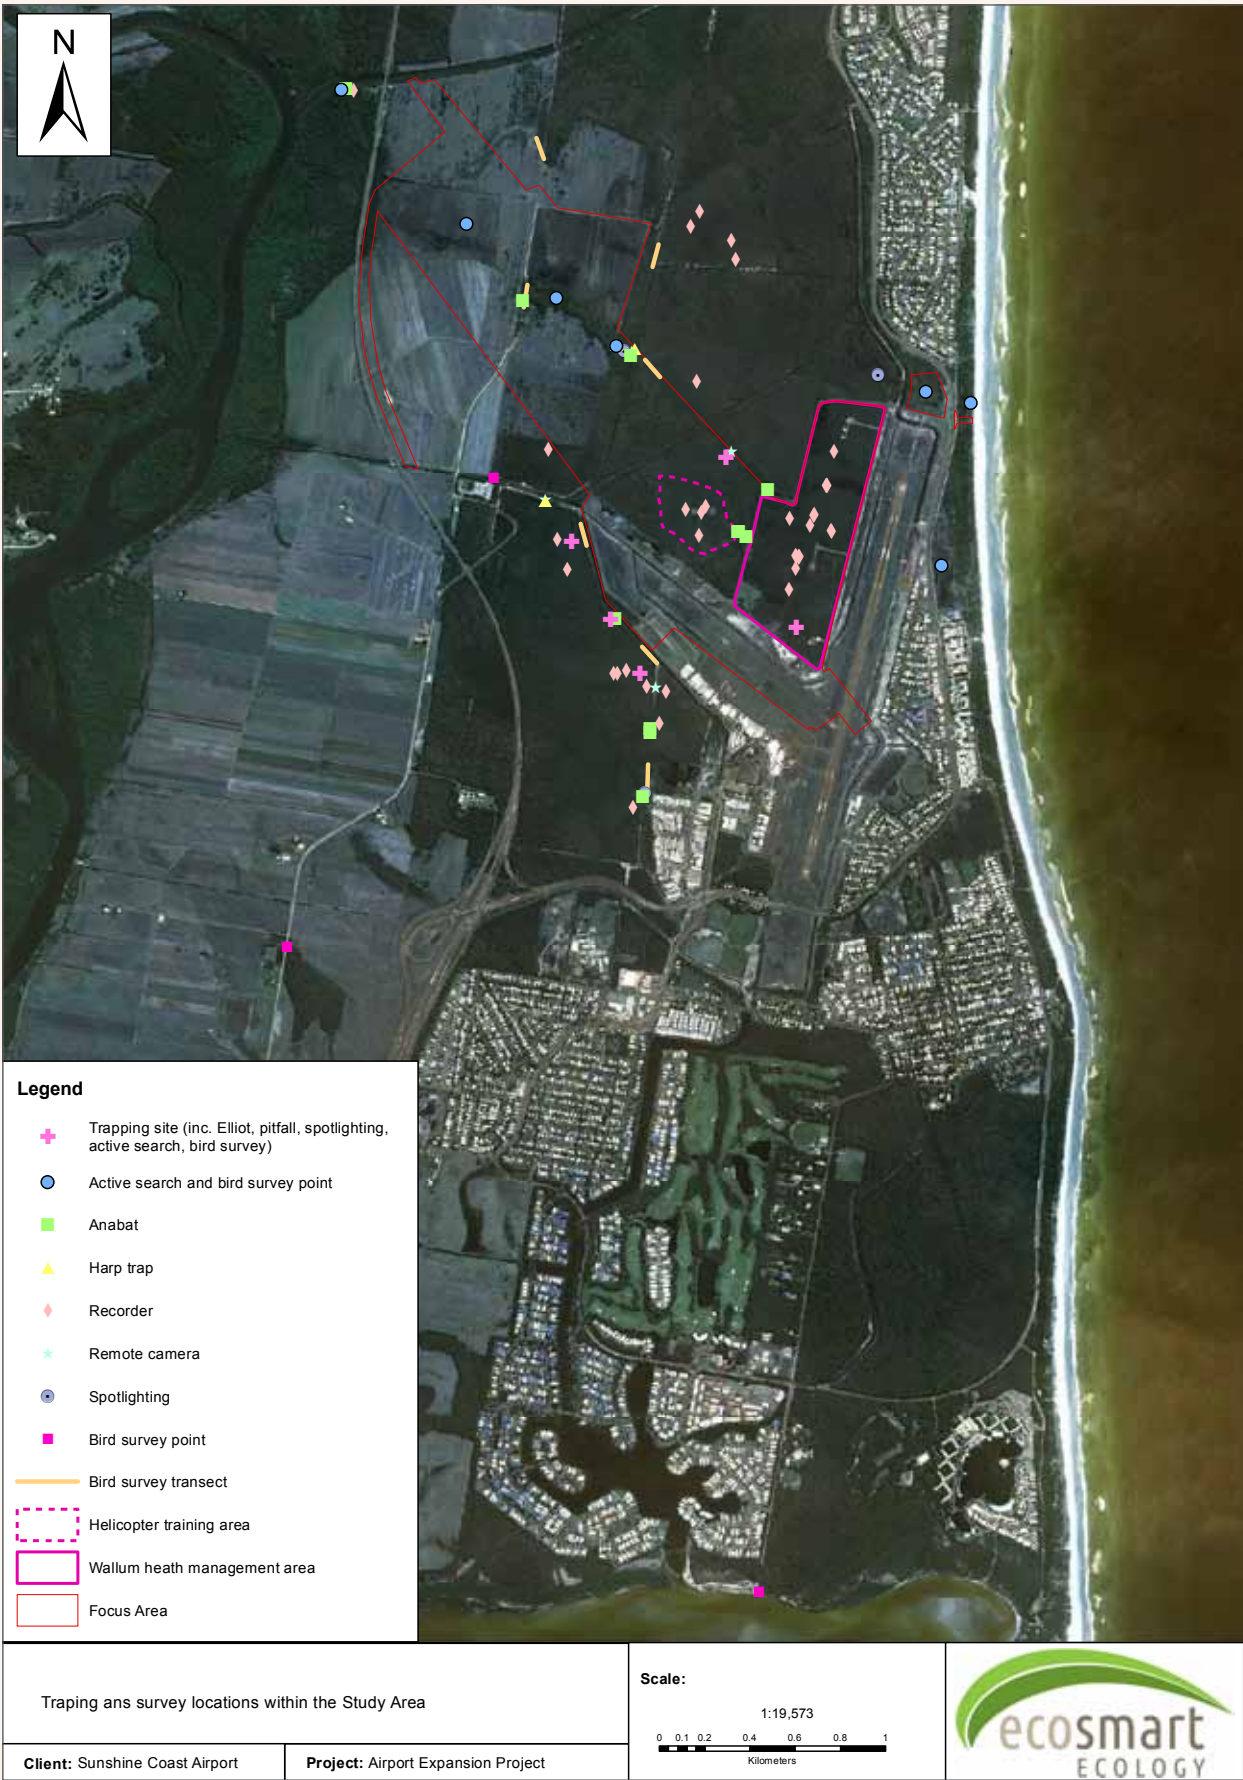 N
Legend
Trapping site (inc. Elliot, pitfall, spotlighting,
active search, bird survey)
Active search and bird survey point
Anabat
Harp trap
Recorder
Remote camera
Spotlighting
Bird survey point
Bird survey transect
Helicopter training area
Wallum heath management area
Focus Area
Traping ans survey locations within the Study Area
Client: Sunshine Coast Airport
Project: Airport Expansion Project
Scale:
1:19,573
0 0.1 0.2 0.4 0.6 0.8 1
Kilometers
ecosmart
ECOLOGY